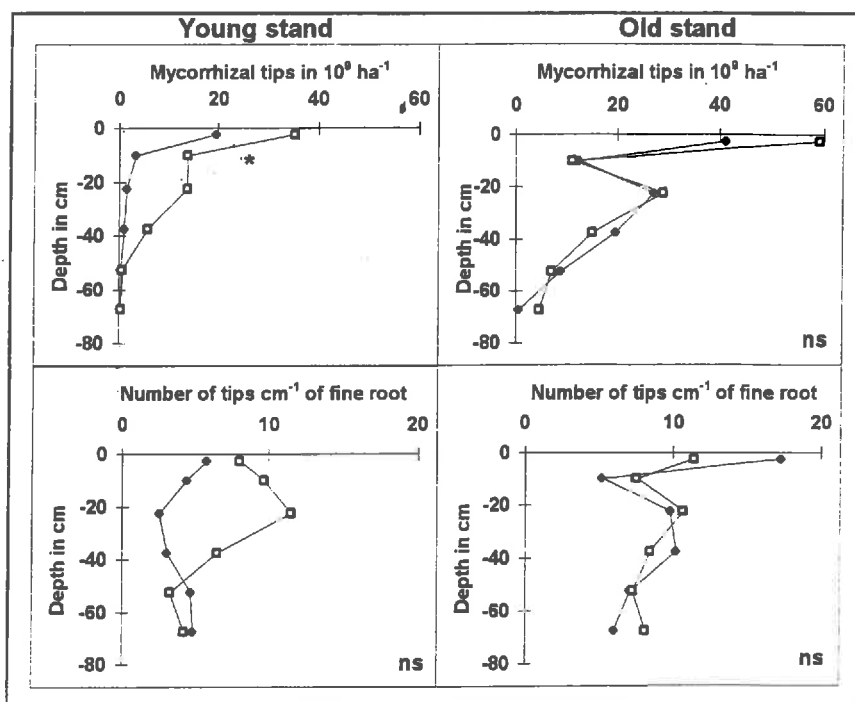 Young stand
Old stand
Mycorrhizal tips in 10⁹ ha⁻¹
0 20 40 60
0
-20
-40
-60
-80
Depth in cm
*
Mycorrhizal tips in 10⁹ ha⁻¹
0 20 40 60
0
-20
-40
-60
-80
Depth in cm
ns
Number of tips cm⁻¹ of fine root
0 10 20
0
-20
-40
-60
-80
Depth in cm
ns
Number of tips cm⁻¹ of fine root
0 10 20
0
-20
-40
-60
-80
Depth in cm
ns